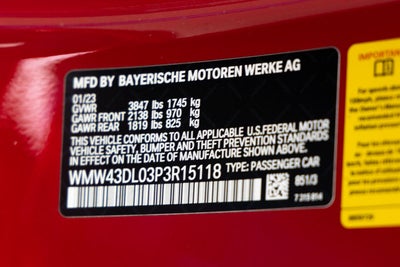 MFD BY BAYERISCHE MOTOREN WERKE AG
01/23
GVWR 3847 lbs 1745 kg
GAWR FRONT 2138 lbs 970 kg
GAWR REAR 1819 lbs 825 kg
THIS VEHICLE CONFORMS TO ALL APPLICABLE U.S.FEDERAL MOTOR
VEHICLE SAFETY, BUMPER AND THEFT PREVENTION STANDARDS
IN EFFECT ON THE DATE OF MANUFACTURE SHOWN ABOVE.
WMW43DL03P3R15118 TYPE: PASSENGER CAR
851/3
7 315 814
IMPORTANT